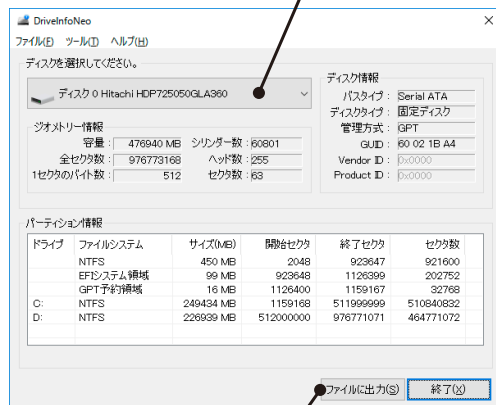 DriveInfoNeo
ファイル(F) ツール(T) ヘルプ(H)
ディスクを選択してください。
ディスク 0 Hitachi HDP725050GLA360
ジオメトリー情報
容量: 476940 MB シリンダー数: 60801
全セクタ数: 976773168 ヘッド数: 255
1セクタのバイト数: 512 セクタ数: 63
ディスク情報
バスタイプ: Serial ATA
ディスクタイプ: 固定ディスク
管理方式: GPT
GUID: 60 02 1B A4
Vendor ID: 0x0000
Product ID: 0x0000
パーティション情報
ドライブ ファイルシステム サイズ(MB) 開始セクタ 終了セクタ セクタ数
NTFS 450 MB 2048 923647 921600
EFIシステム領域 99 MB 923648 1126399 202752
GPT予約領域 16 MB 1126400 1159167 32768
C: NTFS 249434 MB 1159168 511999999 510840832
D: NTFS 226939 MB 512000000 976771071 464771072
ファイルに出力(S) 終了(X)